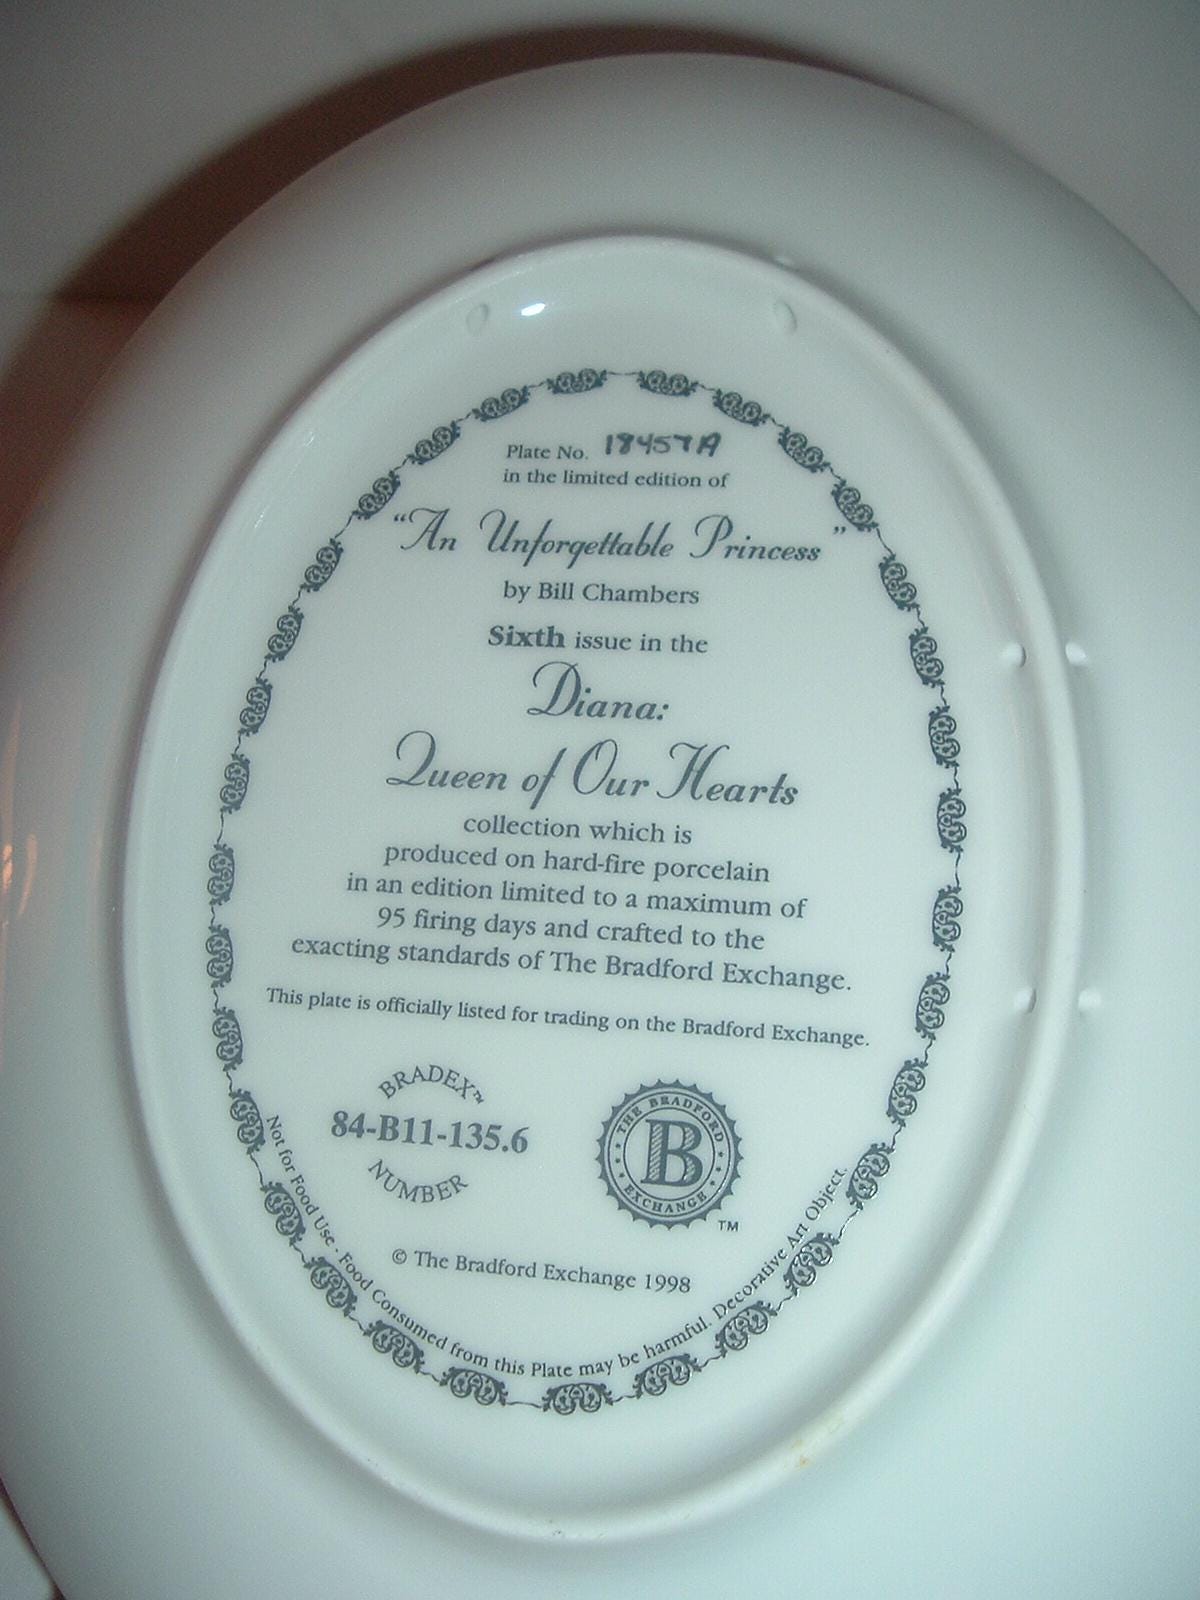 Plate No. 18457A
in the limited edition of
"An Unforgettable Princess"
by Bill Chambers
Sixth issue in the
Diana:
Queen of Our Hearts
collection which is
produced on hard-fire porcelain
in an edition limited to a maximum of
95 firing days and crafted to the
exacting standards of The Bradford Exchange.
This plate is officially listed for trading on the Bradford Exchange.
BRADEX™
84-B11-135.6
NUMBER
THE BRADFORD
B
EXCHANGE
™
© The Bradford Exchange 1998
Not for Food Use · Food Consumed from this Plate may be harmful. Decorative Art Object.